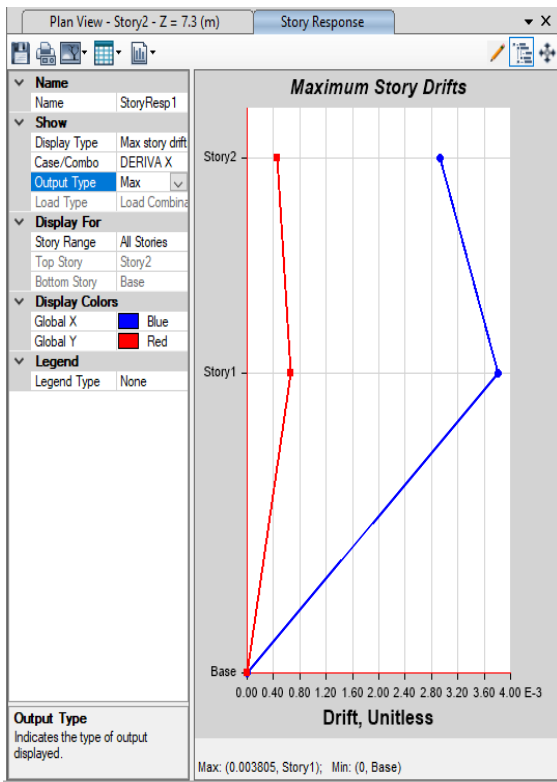 Plan View - Story2 - Z = 7.3 (m)
Story Response
Name
Name StoryResp1
Show
Display Type Max story drift
Case/Combo DERIVA X
Output Type Max
Load Type Load Combina
Display For
Story Range All Stories
Top Story Story2
Bottom Story Base
Display Colors
Global X Blue
Global Y Red
Legend
Legend Type None
Output Type
Indicates the type of output
displayed.
Maximum Story Drifts
Story2
Story1
Base
0.00 0.40 0.80 1.20 1.60 2.00 2.40 2.80 3.20 3.60 4.00 E-3
Drift, Unitless
Max: (0.003805, Story1); Min: (0, Base)